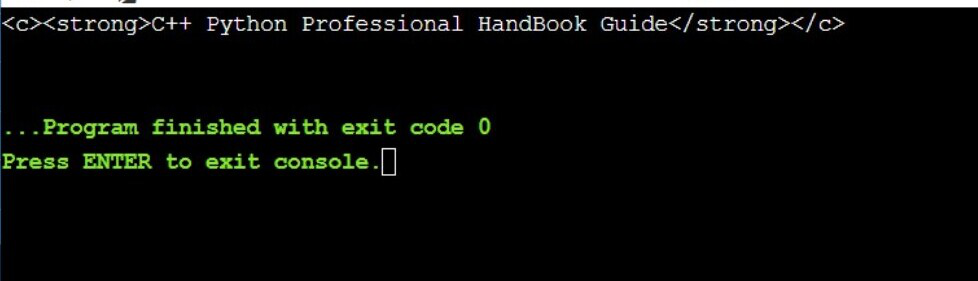 <c><strong>C++ Python Professional HandBook Guide</strong></c>
...Program finished with exit code 0
Press ENTER to exit console.